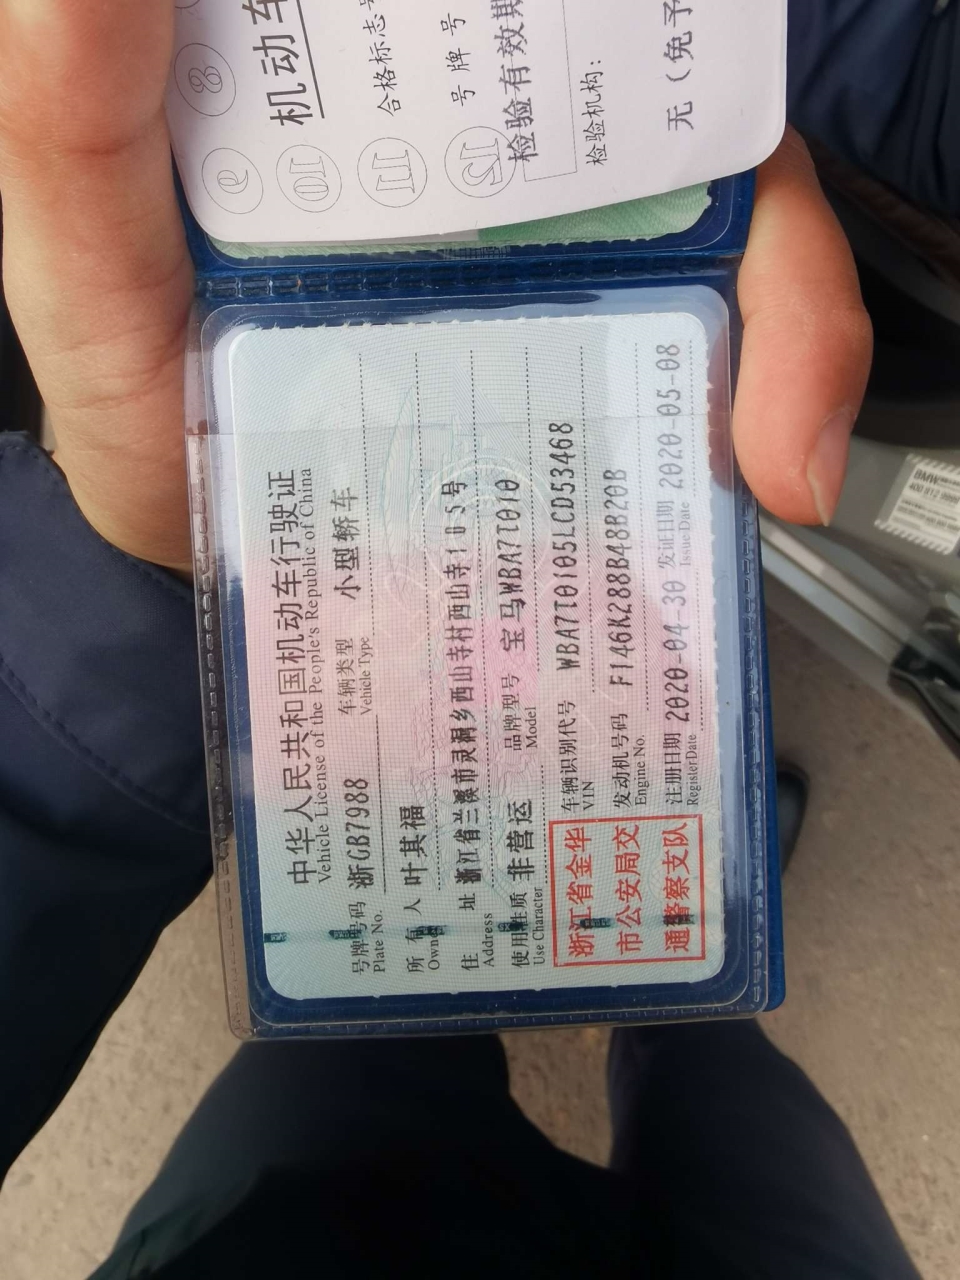 机动车
合格标志
号牌号
检验有效期
检验机构:
无(免予
中华人民共和国机动车行驶证
Vehicle License of the People's Republic of China
号牌号码 浙GB7988 车辆类型 小型轿车
Plate No. Vehicle Type
所有人 叶其福
Owner
住址 浙江省兰溪市灵洞乡西山寺村西山寺105号
Address
使用性质 非营运 品牌型号 宝马WBA7T010
Use Character Model
浙江省金华
市公安局交
通警察支队
车辆识别代号 WBA7T0105LCD53468
VIN
发动机号码 F146K288B48B20B
Engine No.
注册日期 2020-04-30 发证日期 2020-05-08
Register Date Issue Date
BMW